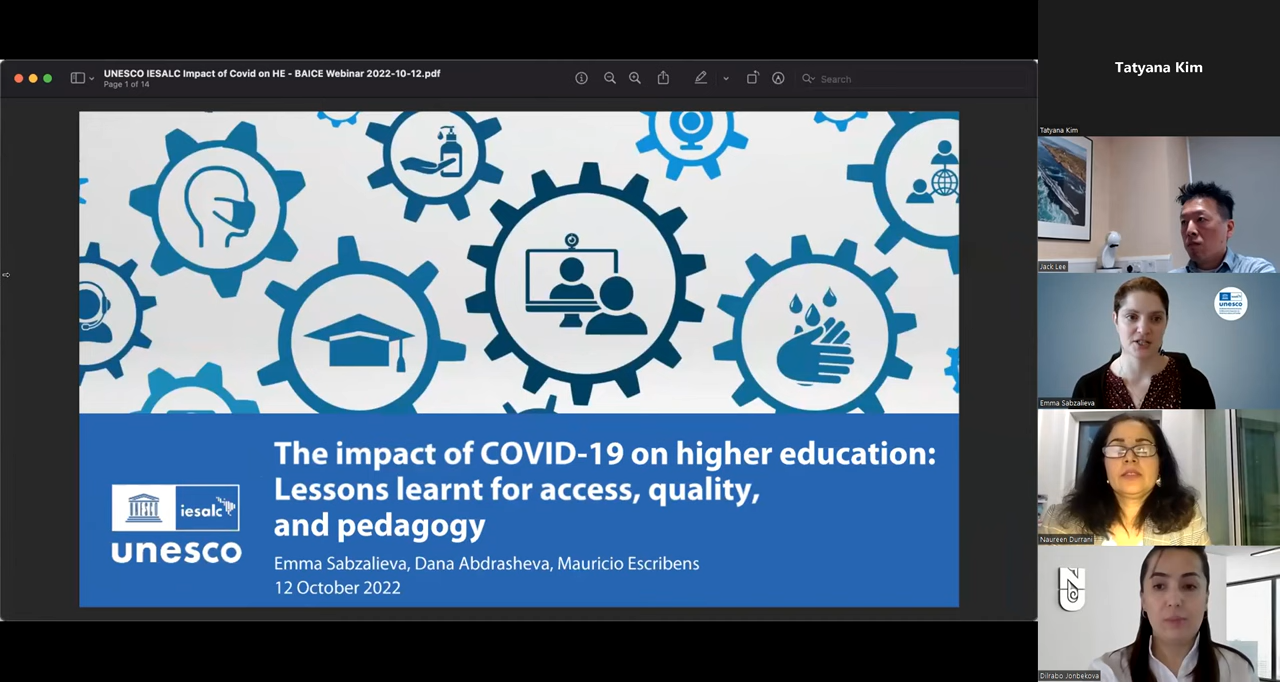 UNESCO IESALC Impact of Covid on HE - BAICE Webinar 2022-10-12.pdf
Page 1 of 14
Search
The impact of COVID-19 on higher education:
Lessons learnt for access, quality,
and pedagogy
Emma Sabzalieva, Dana Abdrasheva, Mauricio Escribens
12 October 2022
iesalc
unesco
Tatyana Kim
Tatyana Kim
Jack Lee
unesco
Emma Sabzalieva
Naureen Durrani
Dilrabo Jonbekova